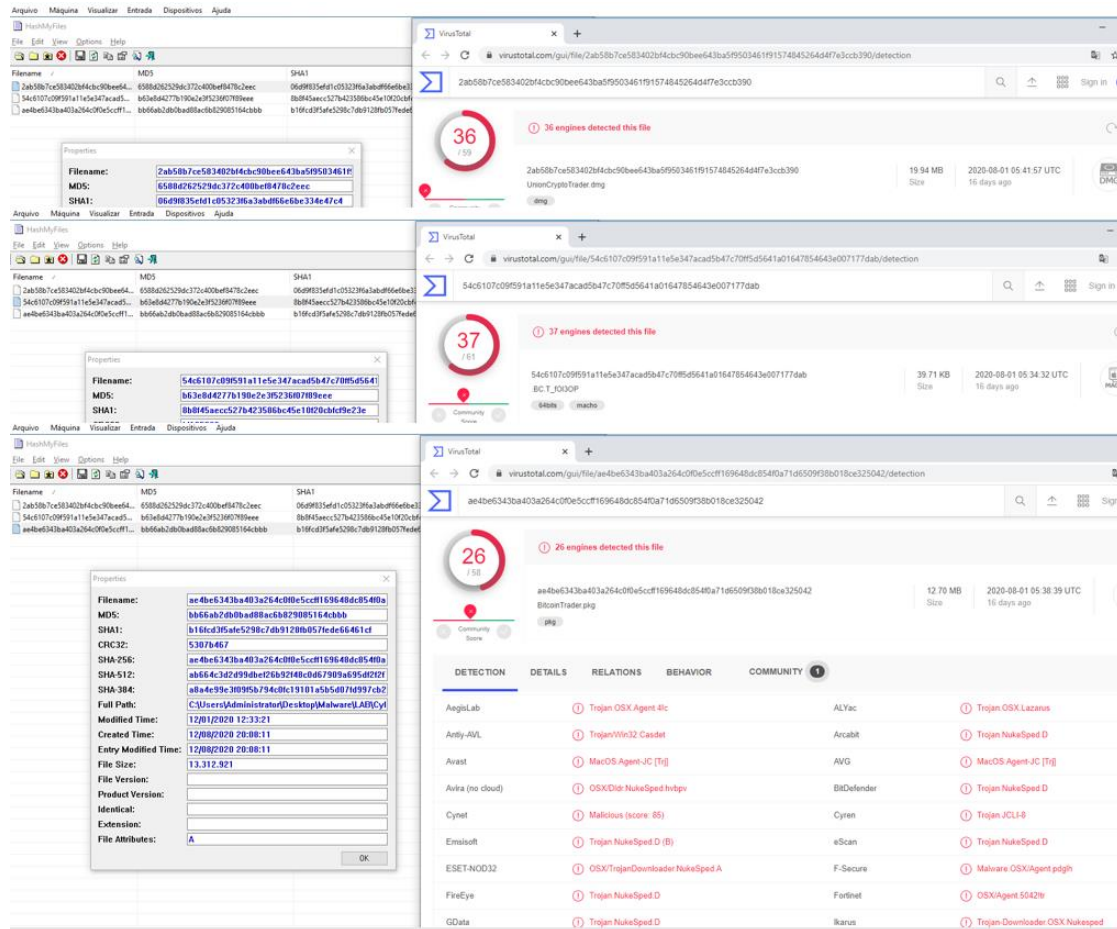 Arquivo Máquina Visualizar Entrada Dispositivos Ajuda
HashMyFiles
File Edit View Options Help
Filename / MD5 SHA1
2ab58b7ce583402bf4cbc90bee64... 6588d262529dc372c400bef8478c2eec
54c6107c09f591a11e5e347acad5... b63e8d4277b190e2e3f5236f07f89eee
ae4be6343ba403a264c0f0e5ccff1... bb66ab2db0bad88ac6b829085164cbbb
Properties
Filename:
MD5: 6588d262529dc372c400bef8478c2eec
SHA1: 06d9f835efd1c05323f6a3abdf66e6be334e47c4
VirusTotal
virustotal.com/gui/file/2ab58b7ce583402bf4cbc90bee643ba5f9503461f91574845264d4f7e3ccb390/detection
2ab58b7ce583402bf4cbc90bee643ba5f9503461f91574845264d4f7e3ccb390
Sign in
36
/ 59
36 engines detected this file
2ab58b7ce583402bf4cbc90bee643ba5f9503461f91574845264d4f7e3ccb390
UnionCryptoTrader.dmg
dmg
19.94 MB
Size
2020-08-01 05:41:57 UTC
16 days ago
DMG
Arquivo Máquina Visualizar Entrada Dispositivos Ajuda
HashMyFiles
File Edit View Options Help
Filename / MD5 SHA1
2ab58b7ce583402bf4cbc90bee64... 6588d262529dc372c400bef8478c2eec
54c6107c09f591a11e5e347acad5... b63e8d4277b190e2e3f5236f07f89eee
ae4be6343ba403a264c0f0e5ccff1... bb66ab2db0bad88ac6b829085164cbbb
Properties
Filename: 54c6107c09f591a11e5e347acad5b47c70ff5d5641
MD5: b63e8d4277b190e2e3f5236f07f89eee
SHA1: 8b8f45aecc527b423586bc45e10f20cbfcf9e23e
VirusTotal
virustotal.com/gui/file/54c6107c09f591a11e5e347acad5b47c70ff5d5641a01647854643e007177dab/detection
54c6107c09f591a11e5e347acad5b47c70ff5d5641a01647854643e007177dab
Sign in
37
/ 61
Community
Score
37 engines detected this file
54c6107c09f591a11e5e347acad5b47c70ff5d5641a01647854643e007177dab
64bits macho
39.71 KB
Size
2020-08-01 05:34:32 UTC
16 days ago
Arquivo Máquina Visualizar Entrada Dispositivos Ajuda
HashMyFiles
File Edit View Options Help
Filename / MD5 SHA1
2ab58b7ce583402bf4cbc90bee64... 6588d262529dc372c400bef8478c2eec
54c6107c09f591a11e5e347acad5... b63e8d4277b190e2e3f5236f07f89eee
ae4be6343ba403a264c0f0e5ccff1... bb66ab2db0bad88ac6b829085164cbbb
Properties
Filename: ae4be6343ba403a264c0f0e5ccff169648dc854f0a
MD5: bb66ab2db0bad88ac6b829085164cbbb
SHA1: b16fcd3f5afe5298c7db9128fb057fede66461cf
CRC32: 5307b467
SHA-256: ae4be6343ba403a264c0f0e5ccff169648dc854f0a
SHA-512: ab664c3d2d99dbef26b92f48c0d67909a695df2f2f
SHA-384: a8a4e99e3f09f5b794c0fc19101a5b5d07fd997cb2
Full Path: C:\Users\Administrator\Desktop\Malware\LAB\Cyl
Modified Time: 12/01/2020 12:33:21
Created Time: 12/08/2020 20:08:11
Entry Modified Time: 12/08/2020 20:08:11
File Size: 13.312.921
File Version:
Product Version:
Identical:
Extension:
File Attributes: A
OK
VirusTotal
virustotal.com/gui/file/ae4be6343ba403a264c0f0e5ccff169648dc854f0a71d6509f38b018ce325042/detection
ae4be6343ba403a264c0f0e5ccff169648dc854f0a71d6509f38b018ce325042
26
/ 58
Community
Score
26 engines detected this file
ae4be6343ba403a264c0f0e5ccff169648dc854f0a71d6509f38b018ce325042
BitcoinTrader.pkg
pkg
12.70 MB
Size
2020-08-01 05:38:39 UTC
16 days ago
DETECTION DETAILS RELATIONS BEHAVIOR COMMUNITY 1
AegisLab Trojan.OSX.Agent.4!c ALYac Trojan.OSX.Lazarus
Antiy-AVL Trojan/Win32.Casdet Arcabit Trojan.NukeSped.D
Avast MacOS:Agent-JC [Trj] AVG MacOS:Agent-JC [Trj]
Avira (no cloud) OSX/Dldr.NukeSped.hvbpv BitDefender Trojan.NukeSped.D
Cynet Malicious (score: 85) Cyren Trojan.JCLI-8
Emsisoft Trojan.NukeSped.D (B) eScan Trojan.NukeSped.D
ESET-NOD32 OSX/TrojanDownloader.NukeSped.A F-Secure Malware.OSX/Agent.pdglh
FireEye Trojan.NukeSped.D Fortinet OSX/Agent.5042!tr
GData Trojan.NukeSped.D Ikarus Trojan-Downloader.OSX.Nukesped